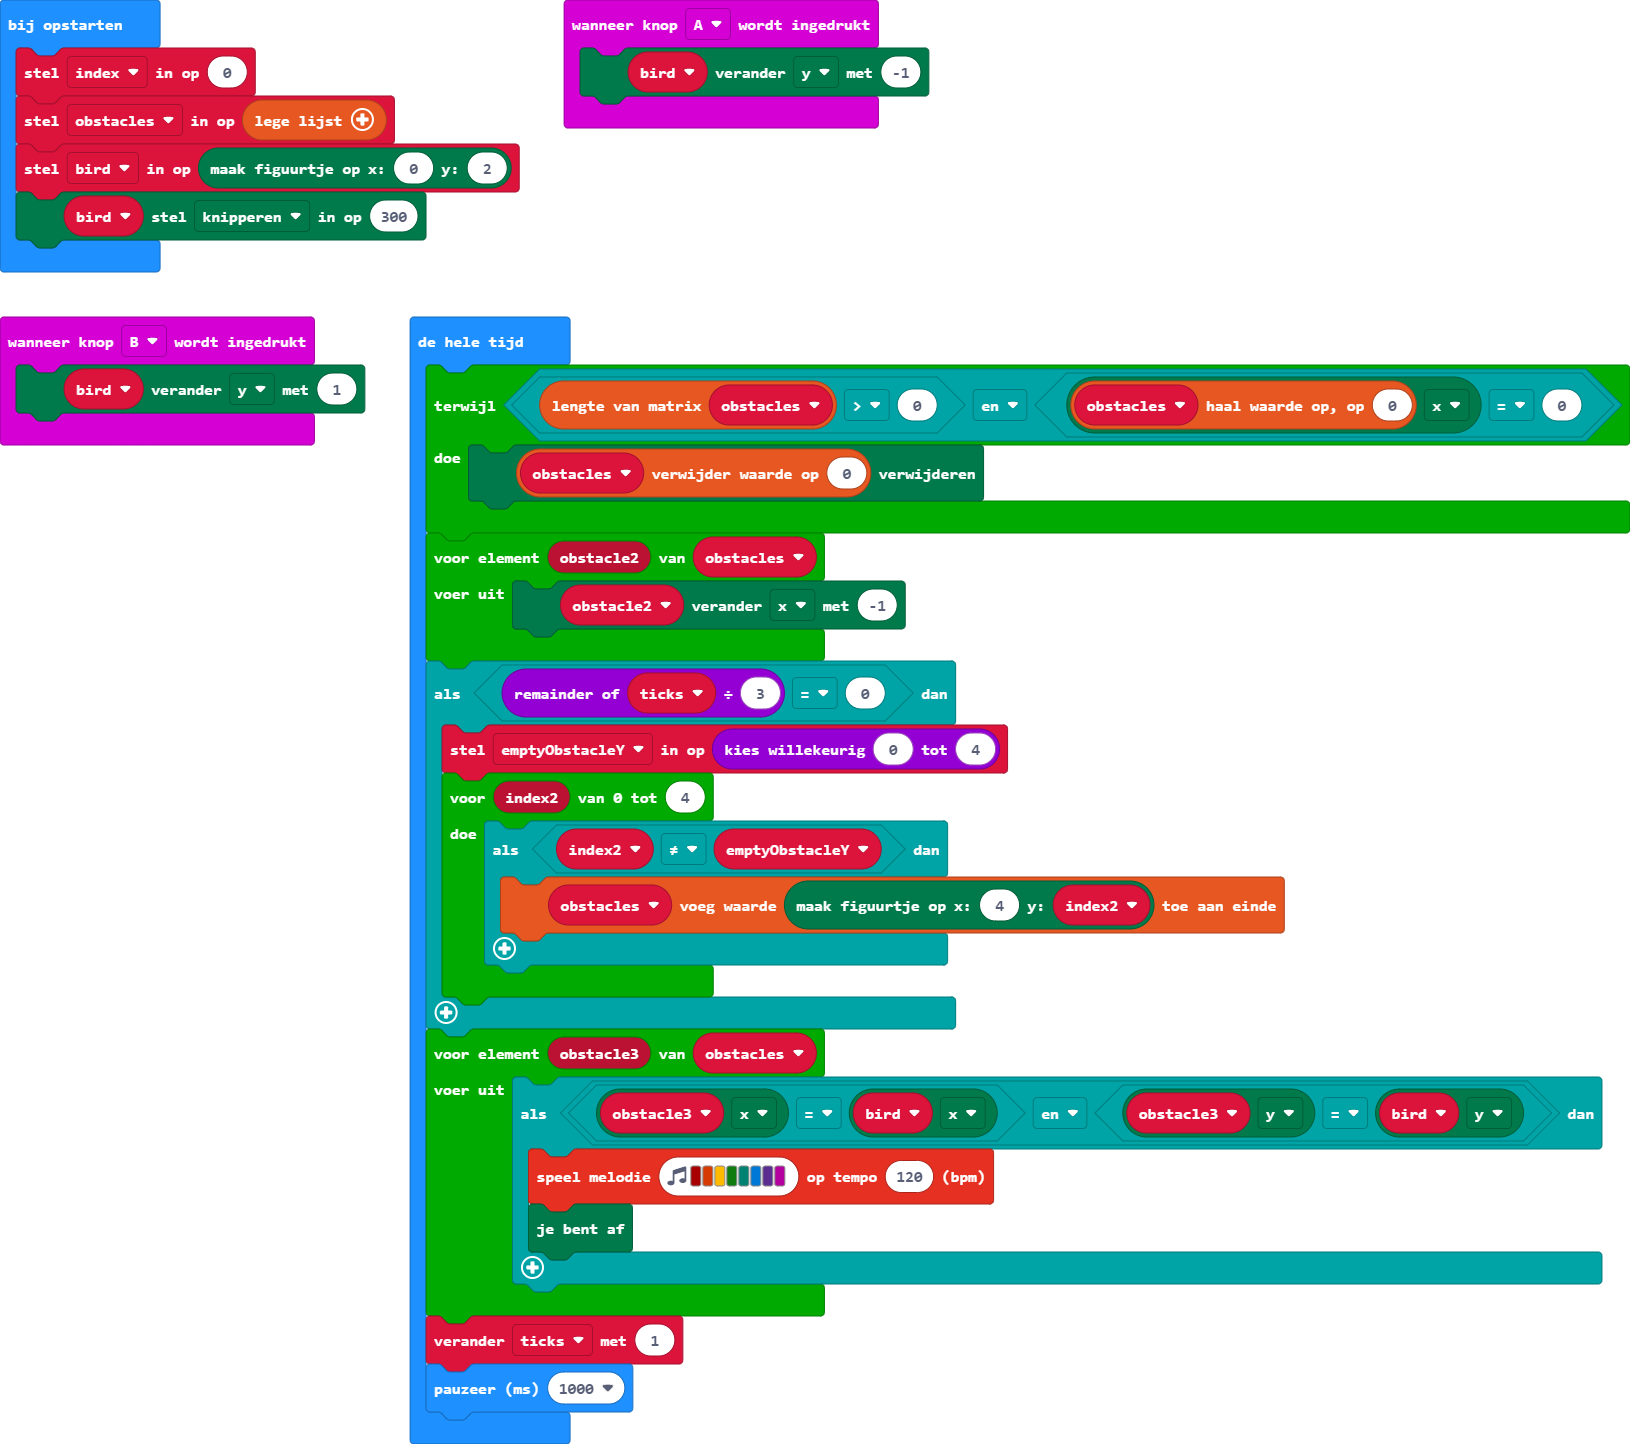 bij opstarten
stel index in op 0
stel obstacles in op lege lijst
stel bird in op maak figuurtje op x: 0 y: 2
bird stel knipperen in op 300
wanneer knop A wordt ingedrukt
bird verander y met -1
wanneer knop B wordt ingedrukt
bird verander y met 1
de hele tijd
terwijl lengte van matrix obstacles > 0 en obstacles haal waarde op, op 0 x = 0
doe obstacles verwijder waarde op 0 verwijderen
voor element obstacle2 van obstacles
voer uit obstacle2 verander x met -1
als remainder of ticks ÷ 3 = 0 dan
stel emptyObstacleY in op kies willekeurig 0 tot 4
voor index2 van 0 tot 4
doe als index2 ≠ emptyObstacleY dan
obstacles voeg waarde maak figuurtje op x: 4 y: index2 toe aan einde
voor element obstacle3 van obstacles
voer uit als obstacle3 x = bird x en obstacle3 y = bird y dan
speel melodie op tempo 120 (bpm)
je bent af
verander ticks met 1
pauzeer (ms) 1000